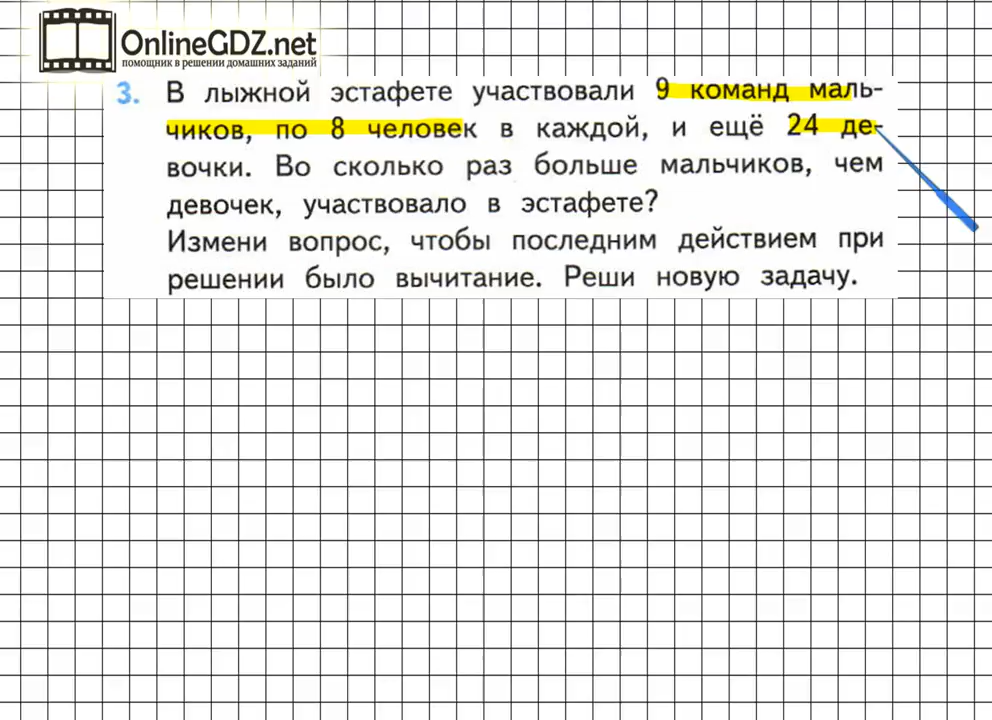 OnlineGDZ.net
помощник в решении домашних заданий
3. В лыжной эстафете участвовали 9 команд маль-
чиков, по 8 человек в каждой, и ещё 24 де-
вочки. Во сколько раз больше мальчиков, чем
девочек, участвовало в эстафете?
Измени вопрос, чтобы последним действием при
решении было вычитание. Реши новую задачу.